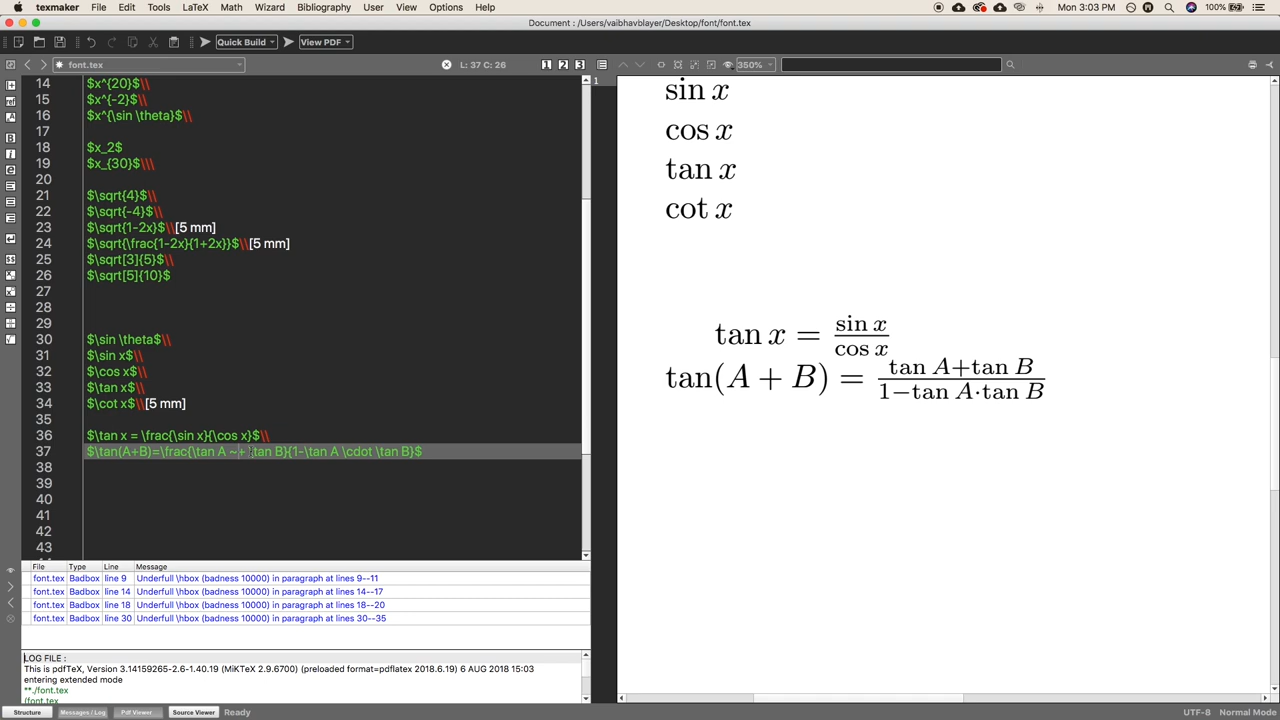 texmaker File Edit Tools LaTeX Math Wizard Bibliography User View Options Help 100% Mon 3:03 PM
Document : /Users/vaibhavblayer/Desktop/font/font.tex
Quick Build View PDF
font.tex L: 37 C: 26 1 2 3 350%
14 $x^{20}$\\
15 $x^{-2}$\\
16 $x^{\sin \theta}$\\
17
18 $x_2$
19 $x_{30}$\\\
20
21 $\sqrt{4}$\\
22 $\sqrt{-4}$\\
23 $\sqrt{1-2x}$\\[5 mm]
24 $\sqrt{\frac{1-2x}{1+2x}}$\\[5 mm]
25 $\sqrt[3]{5}$\\
26 $\sqrt[5]{10}$
27
28
29
30 $\sin \theta$\\
31 $\sin x$\\
32 $\cos x$\\
33 $\tan x$\\
34 $\cot x$\\[5 mm]
35
36 $\tan x = \frac{\sin x}{\cos x}$\\
37 $\tan(A+B)=\frac{\tan A ~+ \tan B}{1-\tan A \cdot \tan B}$
38
39
40
41
42
43
1
sin x
cos x
tan x
cot x
tan x = sin x / cos x
tan(A + B) = tan A+tan B / 1−tan A·tan B
File Type Line Message
font.tex Badbox line 9 Underfull \hbox (badness 10000) in paragraph at lines 9--11
font.tex Badbox line 14 Underfull \hbox (badness 10000) in paragraph at lines 14--17
font.tex Badbox line 18 Underfull \hbox (badness 10000) in paragraph at lines 18--20
font.tex Badbox line 30 Underfull \hbox (badness 10000) in paragraph at lines 30--35
LOG FILE :
This is pdfTeX, Version 3.14159265-2.6-1.40.19 (MiKTeX 2.9.6700) (preloaded format=pdflatex 2018.6.19) 6 AUG 2018 15:03
entering extended mode
**./font.tex
(font.tex
Structure Messages / Log Pdf Viewer Source Viewer Ready UTF-8 Normal Mode